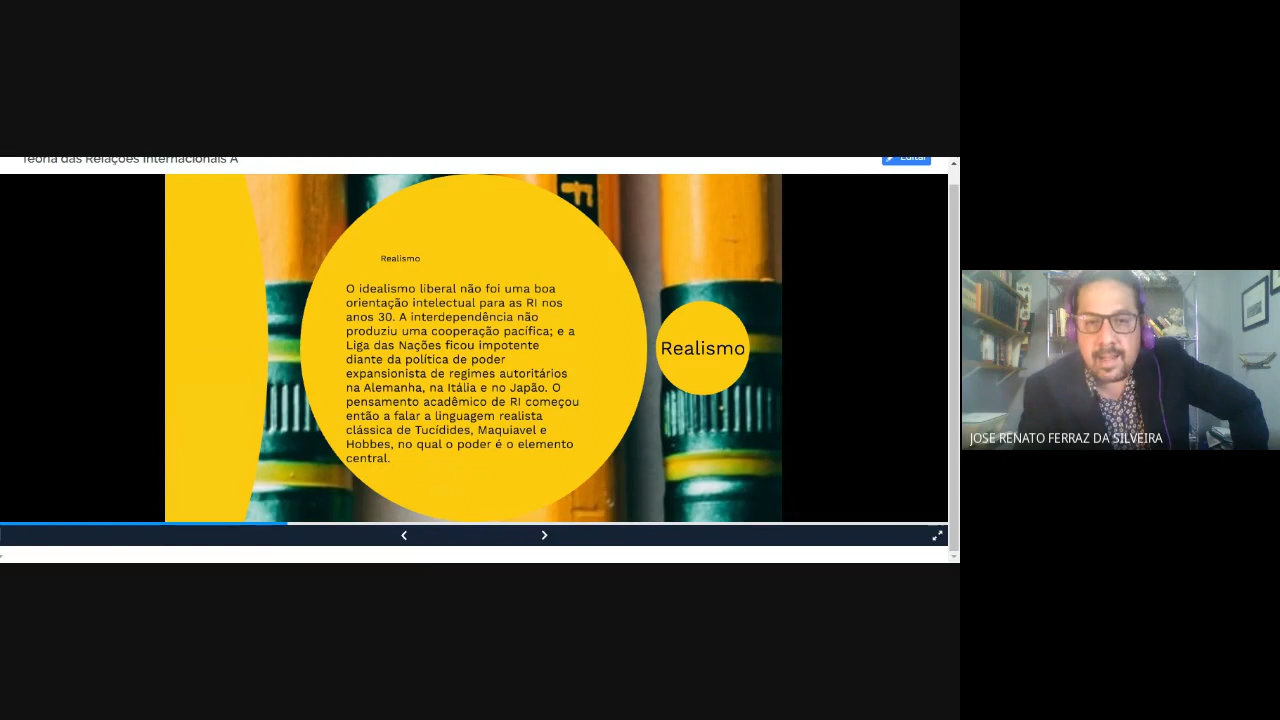 Teoria das Relações Internacionais A
Editar
Realismo
O idealismo liberal não foi uma boa
orientação intelectual para as RI nos
anos 30. A interdependência não
produziu uma cooperação pacífica; e a
Liga das Nações ficou impotente
diante da política de poder
expansionista de regimes autoritários
na Alemanha, na Itália e no Japão. O
pensamento acadêmico de RI começou
então a falar a linguagem realista
clássica de Tucídides, Maquiavel e
Hobbes, no qual o poder é o elemento
central.
Realismo
JOSE RENATO FERRAZ DA SILVEIRA